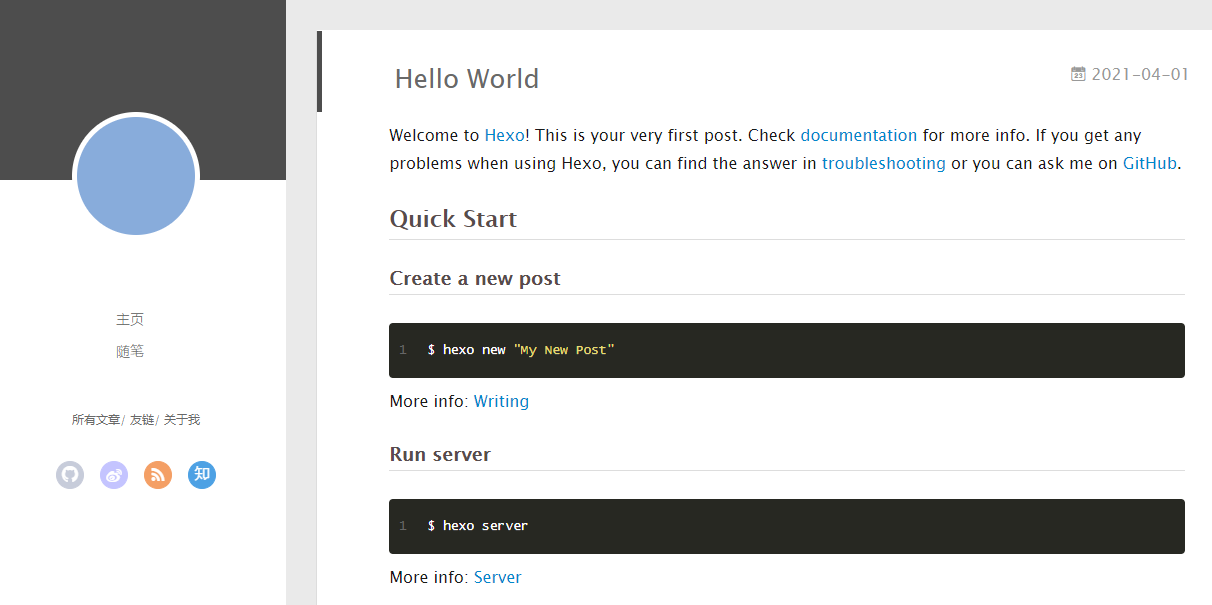 主页
随笔
所有文章/ 友链/ 关于我
知
Hello World
23 2021-04-01
Welcome to Hexo! This is your very first post. Check documentation for more info. If you get any
problems when using Hexo, you can find the answer in troubleshooting or you can ask me on GitHub.
Quick Start
Create a new post
1 $ hexo new "My New Post"
More info: Writing
Run server
1 $ hexo server
More info: Server